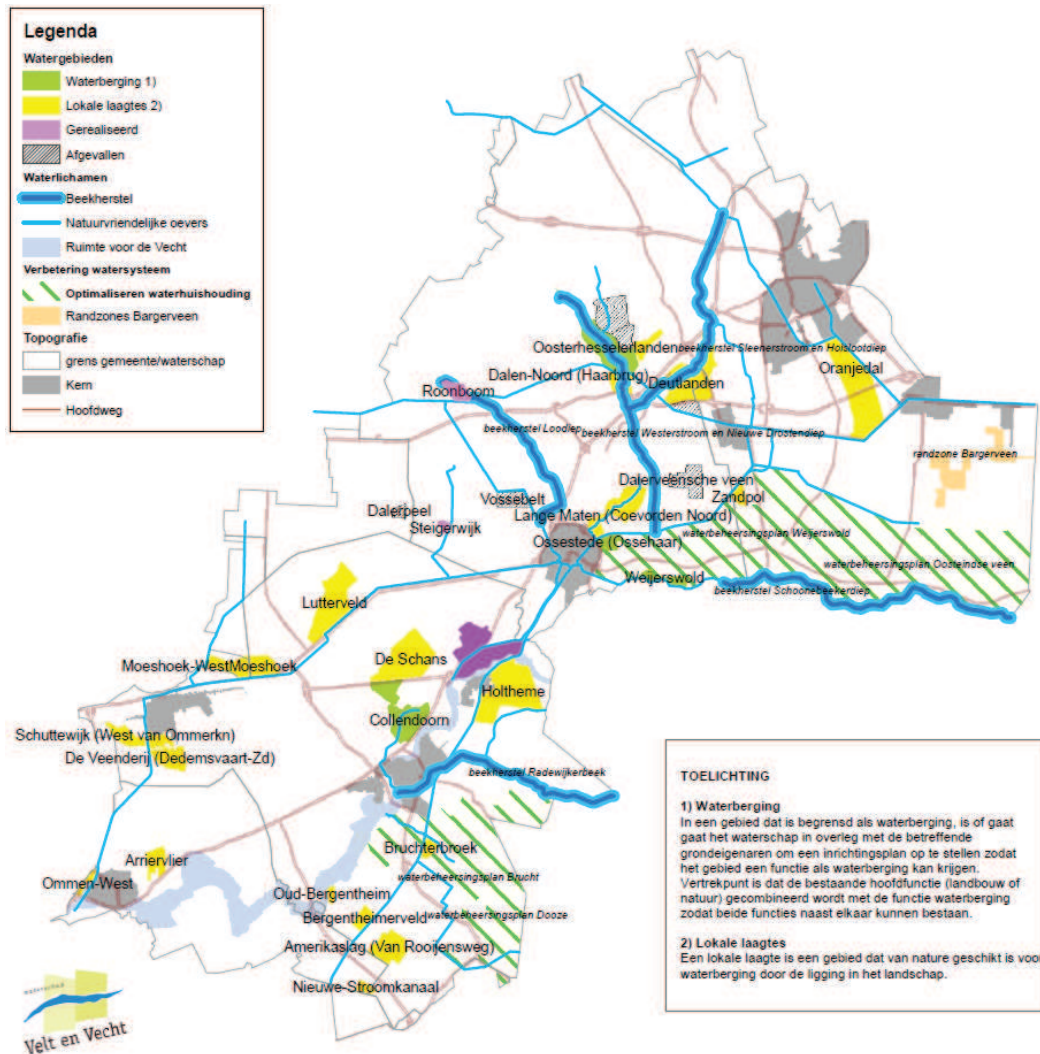 Legenda
Watergebieden
Waterberging 1)
Lokale laagtes 2)
Gerealiseerd
Afgevallen
Waterlichamen
Beekherstel
Natuurvriendelijke oevers
Ruimte voor de Vecht
Verbetering watersysteem
Optimaliseren waterhuishouding
Randzones Bargerveen
Topografie
grens gemeente/waterschap
Kern
Hoofdweg
Oosterhesselerlanden
beekherstel Sleenerstroom en Holslootdiep
Oranjedal
Dalen-Noord (Haarbrug)
Deutlanden
Roonboom
beekherstel Loodiep
beekherstel Westerstroom en Nieuwe Drostendiep
randzone Bargerveen
Dalerveensche veen
Vossebelt
Zandpol
Dalerpeel
Steigerwijk
Lange Maten (Coevorden Noord)
Ossestede (Ossehaar)
waterbeheersingsplan Weijerswold
waterbeheersingsplan Oosteindse veen
Weijerswold
beekherstel Schoonebeekerdiep
Lutterveld
De Schans
Moeshoek-West
Moeshoek
Holtheme
Collendoorn
Schuttewijk (West van Ommerkn)
De Veenderij (Dedemsvaart-Zd)
beekherstel Radewijkerbeek
Bruchterbroek
Arriervlier
waterbeheersingsplan Brucht
Ommen-West
Oud-Bergentheim
Bergentheimerveld
waterbeheersingsplan Dooze
Amerikaslag (Van Rooijensweg)
Nieuwe-Stroomkanaal
TOELICHTING
1) Waterberging
In een gebied dat is begrensd als waterberging, is of gaat
gaat het waterschap in overleg met de betreffende
grondeigenaren om een inrichtingsplan op te stellen zodat
het gebied een functie als waterberging kan krijgen.
Vertrekpunt is dat de bestaande hoofdfunctie (landbouw of
natuur) gecombineerd wordt met de functie waterberging
zodat beide functies naast elkaar kunnen bestaan.
2) Lokale laagtes
Een lokale laagte is een gebied dat van nature geschikt is voor
waterberging door de ligging in het landschap.
waterschap
Velt en Vecht